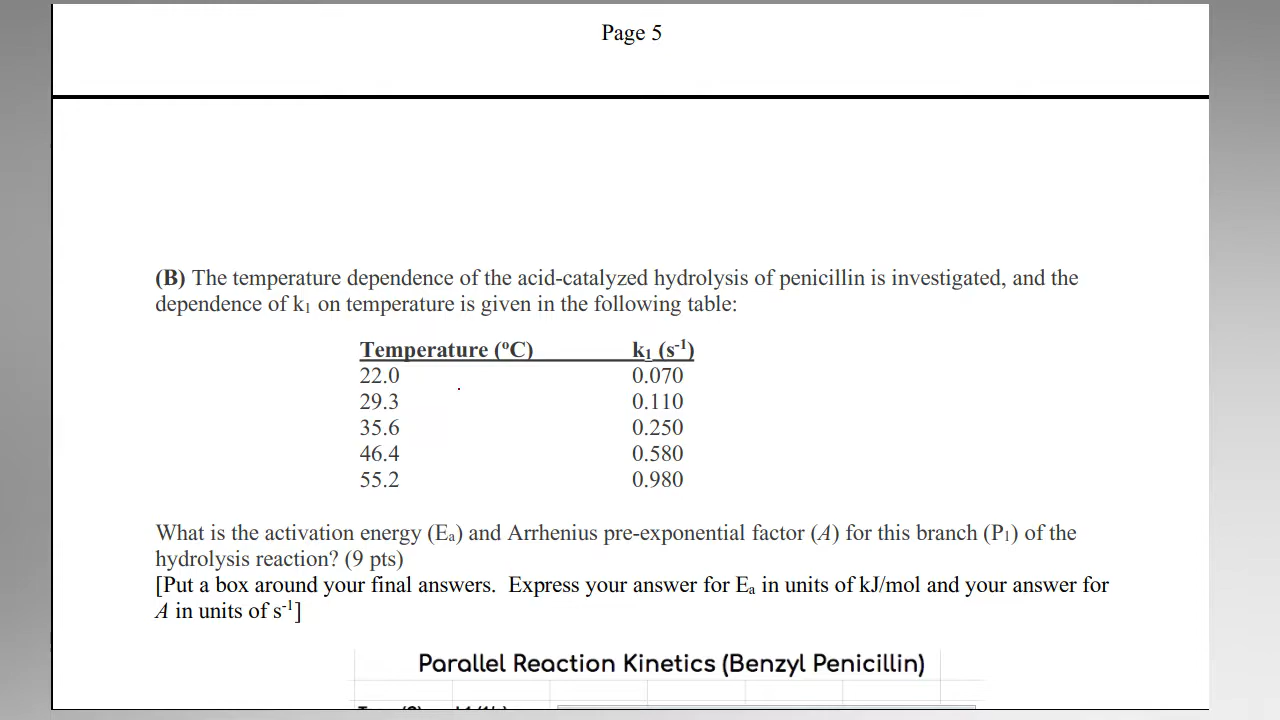 Page 5
(B) The temperature dependence of the acid-catalyzed hydrolysis of penicillin is investigated, and the
dependence of k₁ on temperature is given in the following table:
Temperature (ºC) k₁ (s⁻¹)
22.0 0.070
29.3 0.110
35.6 0.250
46.4 0.580
55.2 0.980
What is the activation energy (Eₐ) and Arrhenius pre-exponential factor (A) for this branch (P₁) of the
hydrolysis reaction? (9 pts)
[Put a box around your final answers. Express your answer for Eₐ in units of kJ/mol and your answer for
A in units of s⁻¹]
Parallel Reaction Kinetics (Benzyl Penicillin)